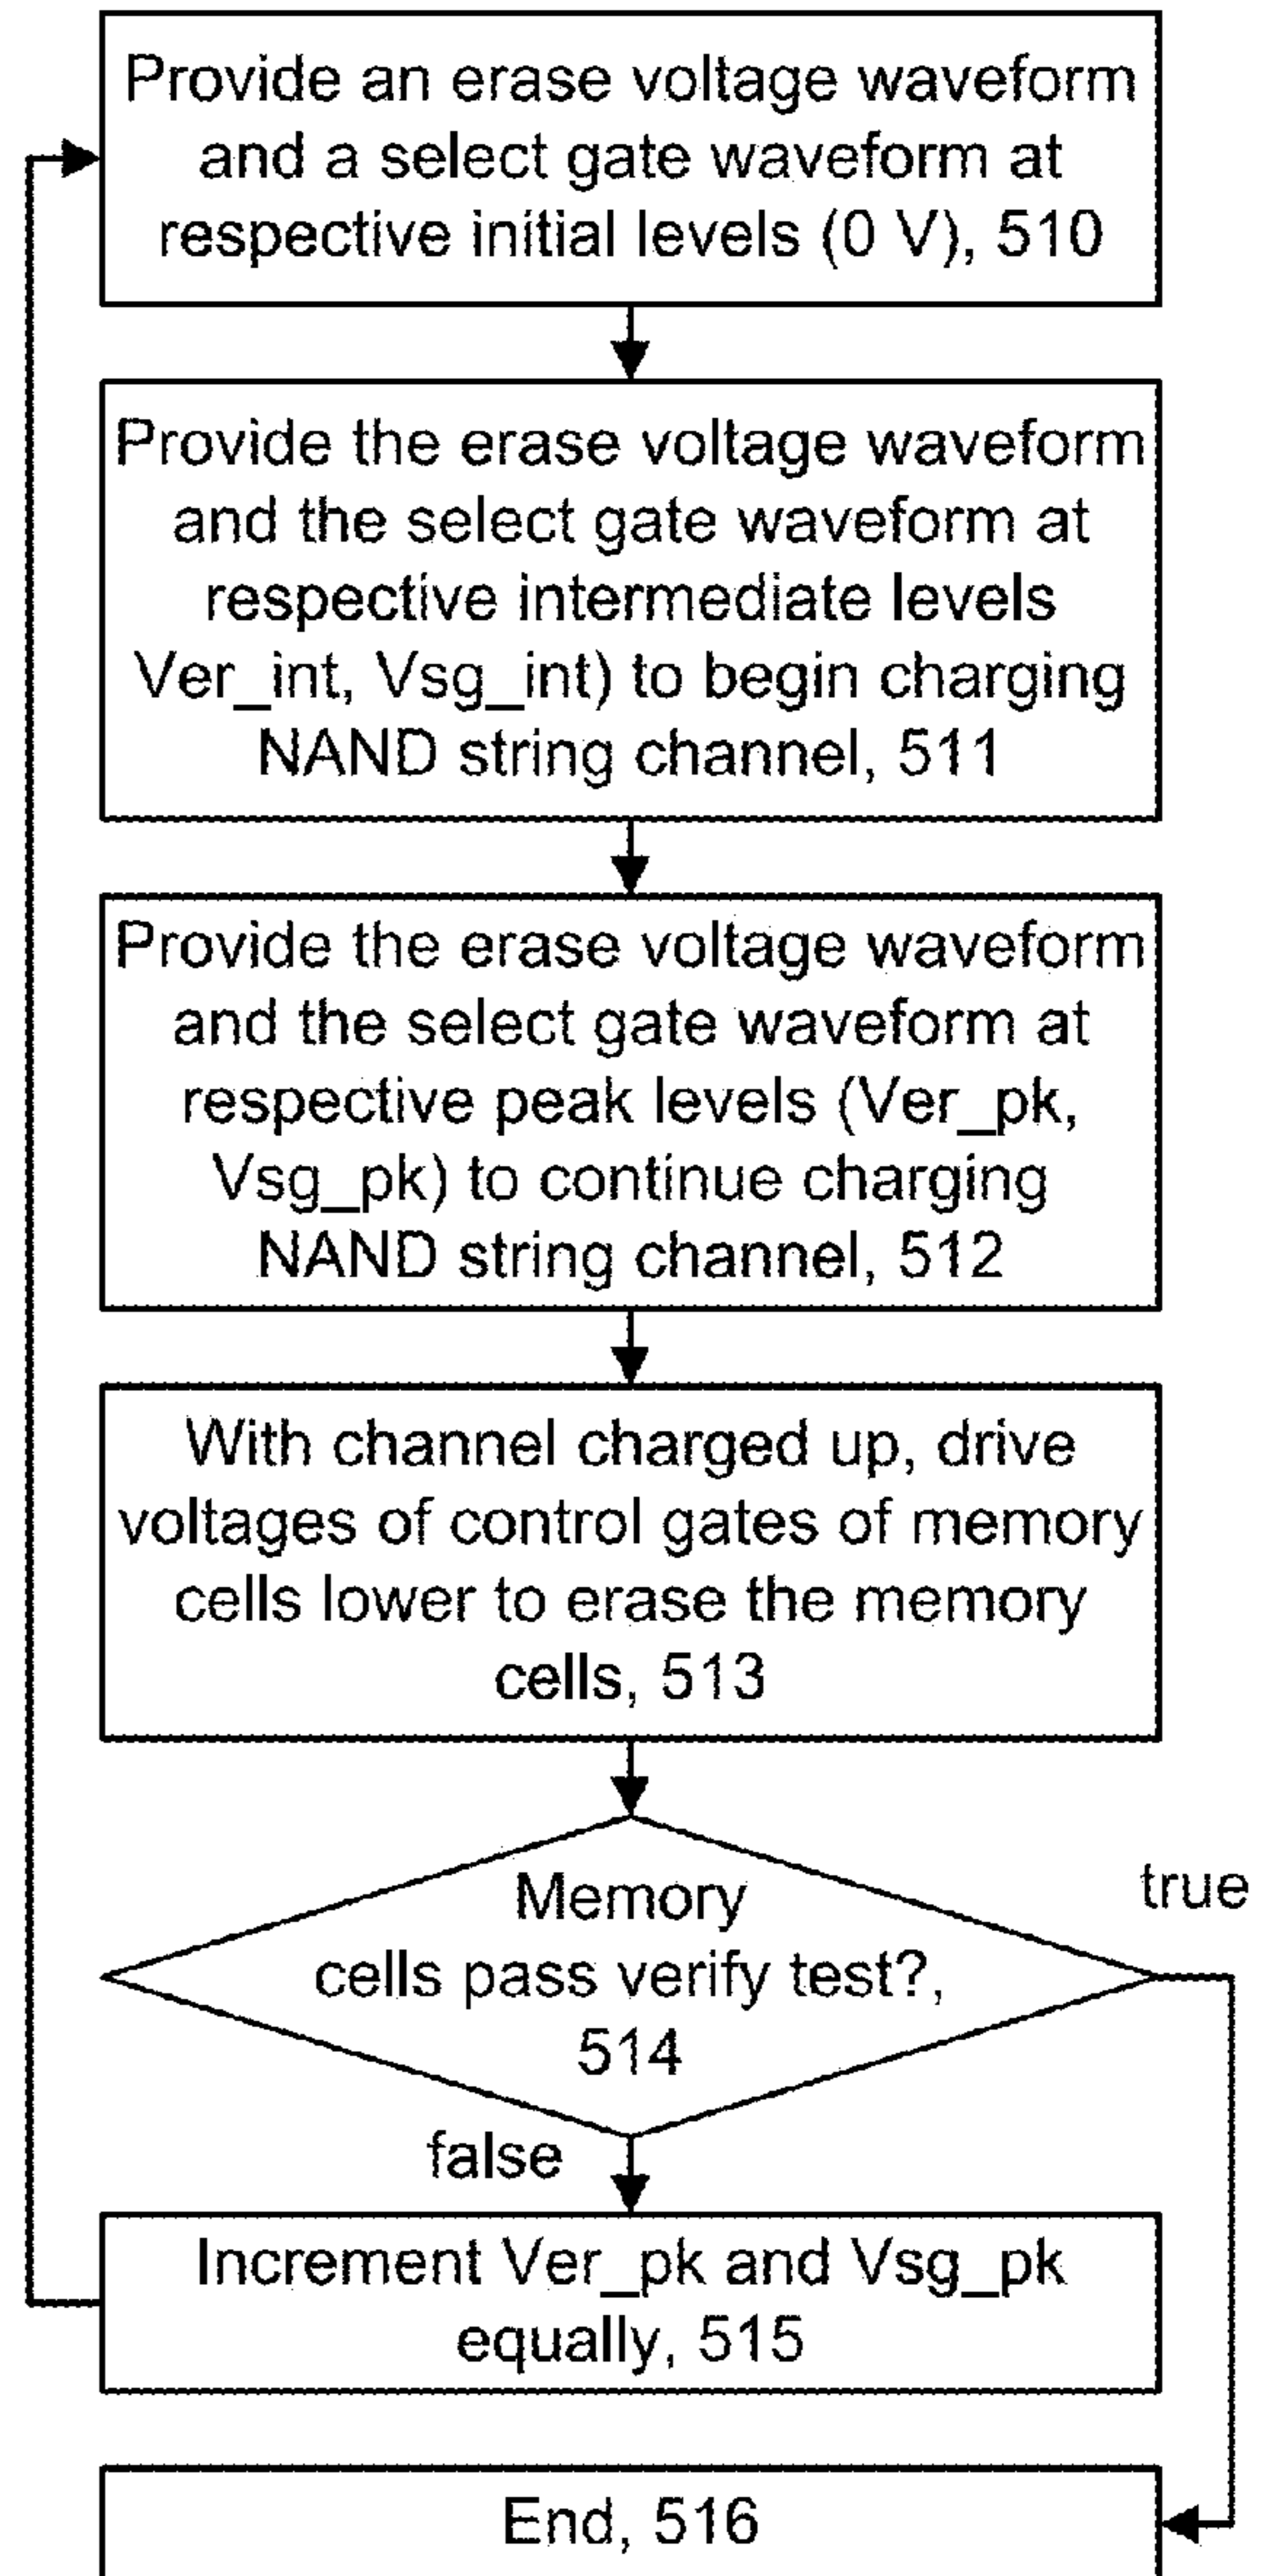 Provide an erase voltage waveform
and a select gate waveform at
respective initial levels (0 V), 510
Provide the erase voltage waveform
and the select gate waveform at
respective intermediate levels
Ver_int, Vsg_int) to begin charging
NAND string channel, 511
Provide the erase voltage waveform
and the select gate waveform at
respective peak levels (Ver_pk,
Vsg_pk) to continue charging
NAND string channel, 512
With channel charged up, drive
voltages of control gates of memory
cells lower to erase the memory
cells, 513
Memory
cells pass verify test?,
514
true
false
Increment Ver_pk and Vsg_pk
equally, 515
End, 516